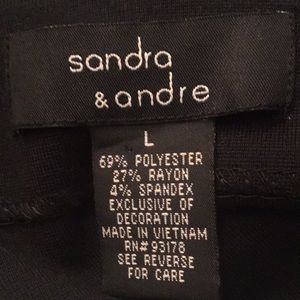 sandra
& andre
L
69% POLYESTER
27% RAYON
4% SPANDEX
EXCLUSIVE OF
DECORATION
MADE IN VIETNAM
RN# 93178
SEE REVERSE
FOR CARE